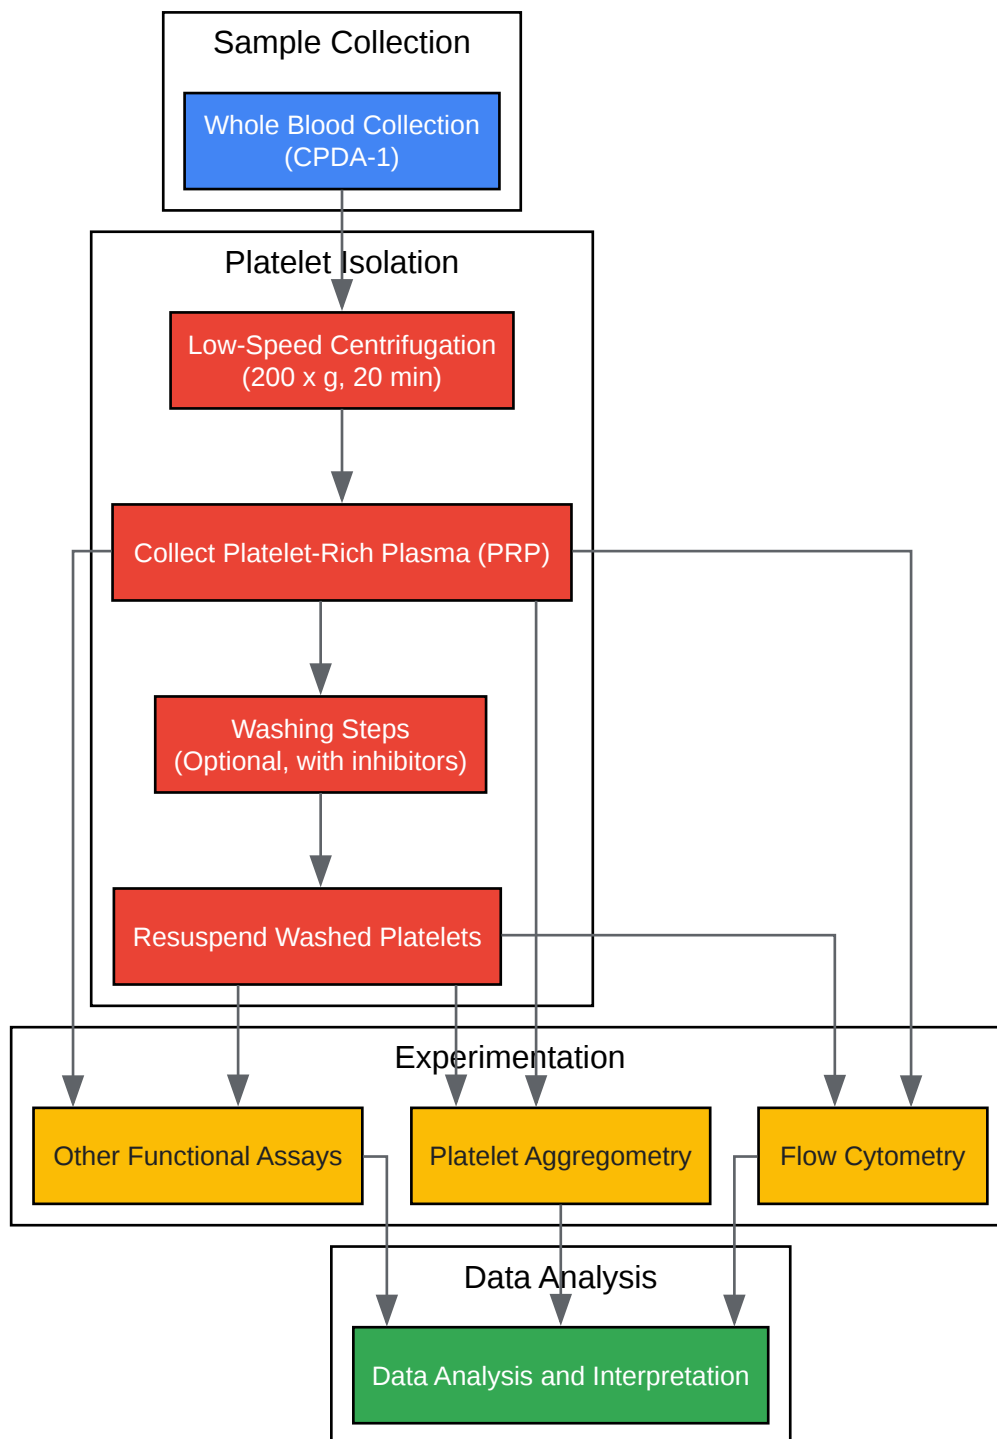 Sample Collection
Whole Blood Collection
(CPDA-1)
Platelet Isolation
Low-Speed Centrifugation
(200 x g, 20 min)
Collect Platelet-Rich Plasma (PRP)
Washing Steps
(Optional, with inhibitors)
Resuspend Washed Platelets
Experimentation
Other Functional Assays
Platelet Aggregometry
Flow Cytometry
Data Analysis
Data Analysis and Interpretation